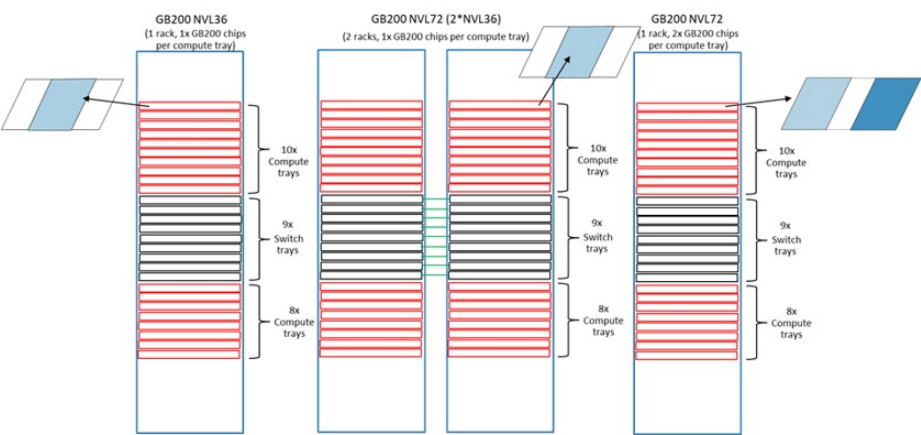 GB200 NVL36
(1 rack, 1x GB200 chips
per compute tray)
GB200 NVL72 (2*NVL36)
(2 racks, 1x GB200 chips per compute tray)
GB200 NVL72
(1 rack, 2x GB200 chips
per compute tray)
10x
Compute
trays
9x
Switch
trays
8x
Compute
trays
10x
Compute
trays
9x
Switch
trays
8x
Compute
trays
10x
Compute
trays
9x
Switch
trays
8x
Compute
trays